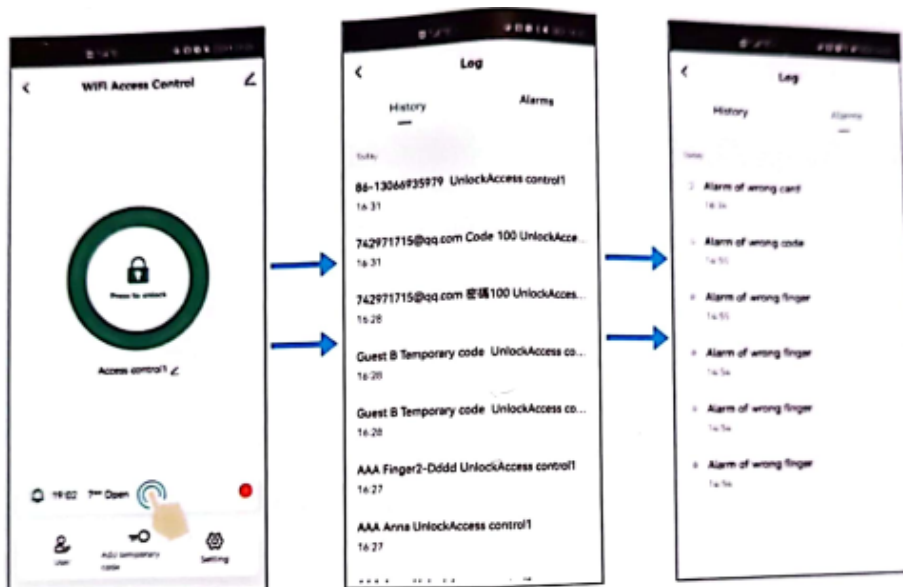 WIFI Access Control
Press to unlock
Access control1
19:02 7 Open
User
Add temporary code
Setting
Log
History
Alarms
Today
86-13066935979 UnlockAccess control1
16:31
742971715@qq.com Code 100 UnlockAcce...
16:31
742971715@qq.com 密碼100 UnlockAcces...
16:28
Guest B Temporary code UnlockAccess co...
16:28
Guest B Temporary code UnlockAccess co...
16:28
AAA Finger2-Dddd UnlockAccess control1
16:27
AAA Anna UnlockAccess control1
16:27
Log
History
Alarms
Alarm of wrong card
Alarm of wrong code
Alarm of wrong finger
Alarm of wrong finger
Alarm of wrong finger
Alarm of wrong finger